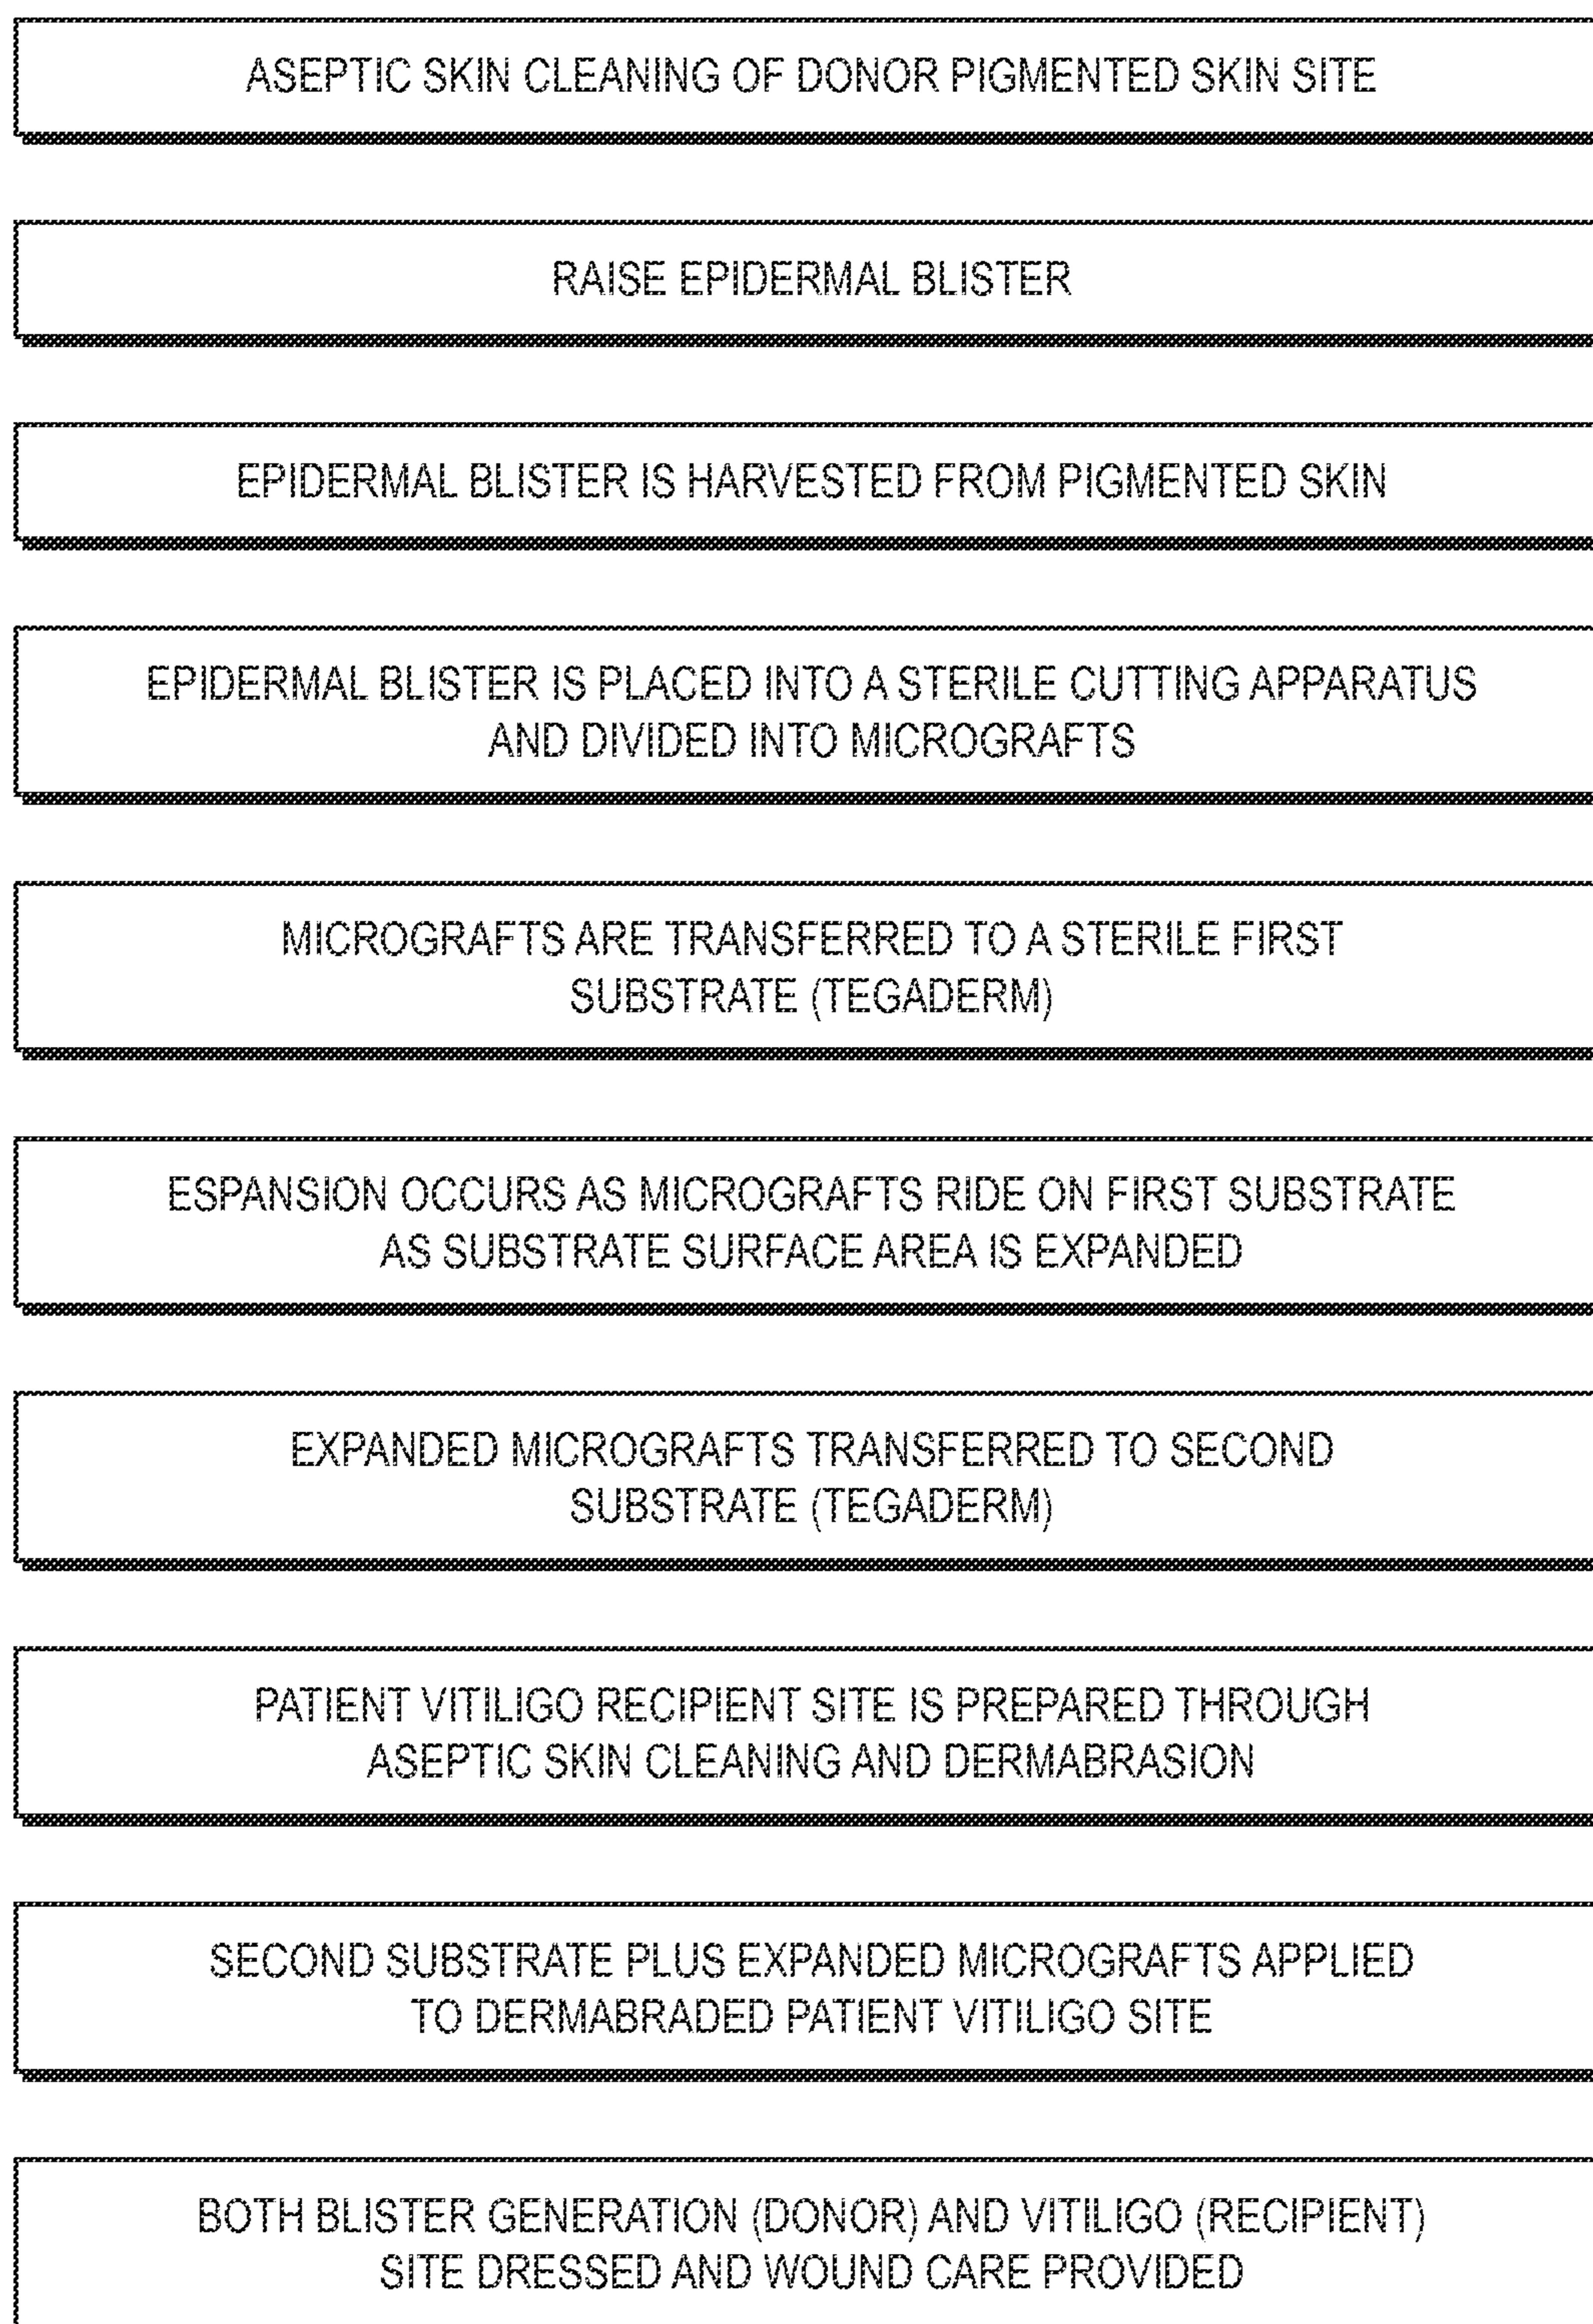 ASEPTIC SKIN CLEANING OF DONOR PIGMENTED SKIN SITE
RAISE EPIDERMAL BLISTER
EPIDERMAL BLISTER IS HARVESTED FROM PIGMENTED SKIN
EPIDERMAL BLISTER IS PLACED INTO A STERILE CUTTING APPARATUS
AND DIVIDED INTO MICROGRAFTS
MICROGRAFTS ARE TRANSFERRED TO A STERILE FIRST
SUBSTRATE (TEGADERM)
ESPANSION OCCURS AS MICROGRAFTS RIDE ON FIRST SUBSTRATE
AS SUBSTRATE SURFACE AREA IS EXPANDED
EXPANDED MICROGRAFTS TRANSFERRED TO SECOND
SUBSTRATE (TEGADERM)
PATIENT VITILIGO RECIPIENT SITE IS PREPARED THROUGH
ASEPTIC SKIN CLEANING AND DERMABRASION
SECOND SUBSTRATE PLUS EXPANDED MICROGRAFTS APPLIED
TO DERMABRADED PATIENT VITILIGO SITE
BOTH BLISTER GENERATION (DONOR) AND VITILIGO (RECIPIENT)
SITE DRESSED AND WOUND CARE PROVIDED